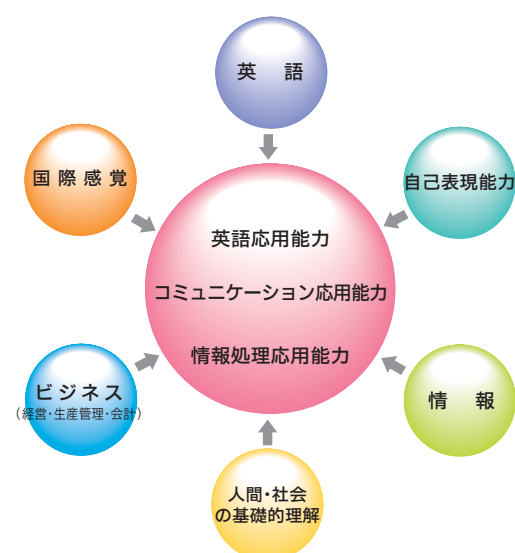 英 語
国際感覚
自己表現能力
英語応用能力
コミュニケーション応用能力
情報処理応用能力
ビジネス
（経営・生産管理・会計）
情 報
人間・社会
の基礎的理解